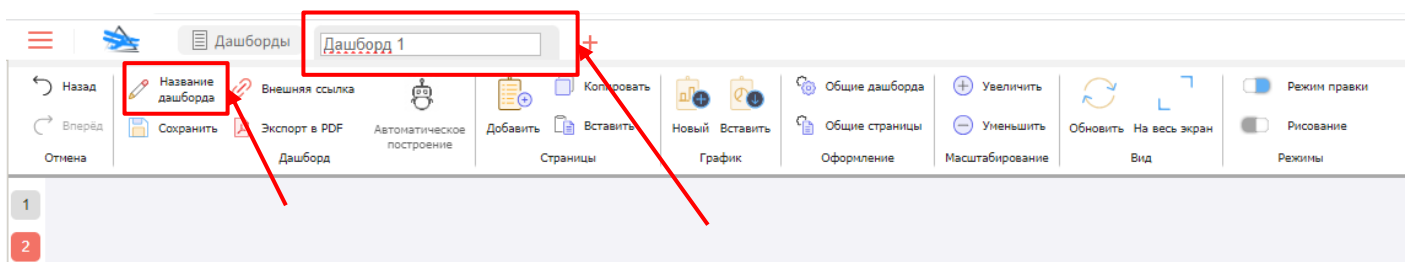 Дашборды
Дашборд 1
+
Назад
Название
дашборда
Внешняя ссылка
Копировать
Общие дашборда
Увеличить
Режим правки
Вперёд
Сохранить
Экспорт в PDF
Автоматическое
построение
Добавить
Вставить
Новый
Вставить
Общие страницы
Уменьшить
Обновить
На весь экран
Рисование
Отмена
Дашборд
Страницы
График
Оформление
Масштабирование
Вид
Режимы
1
2